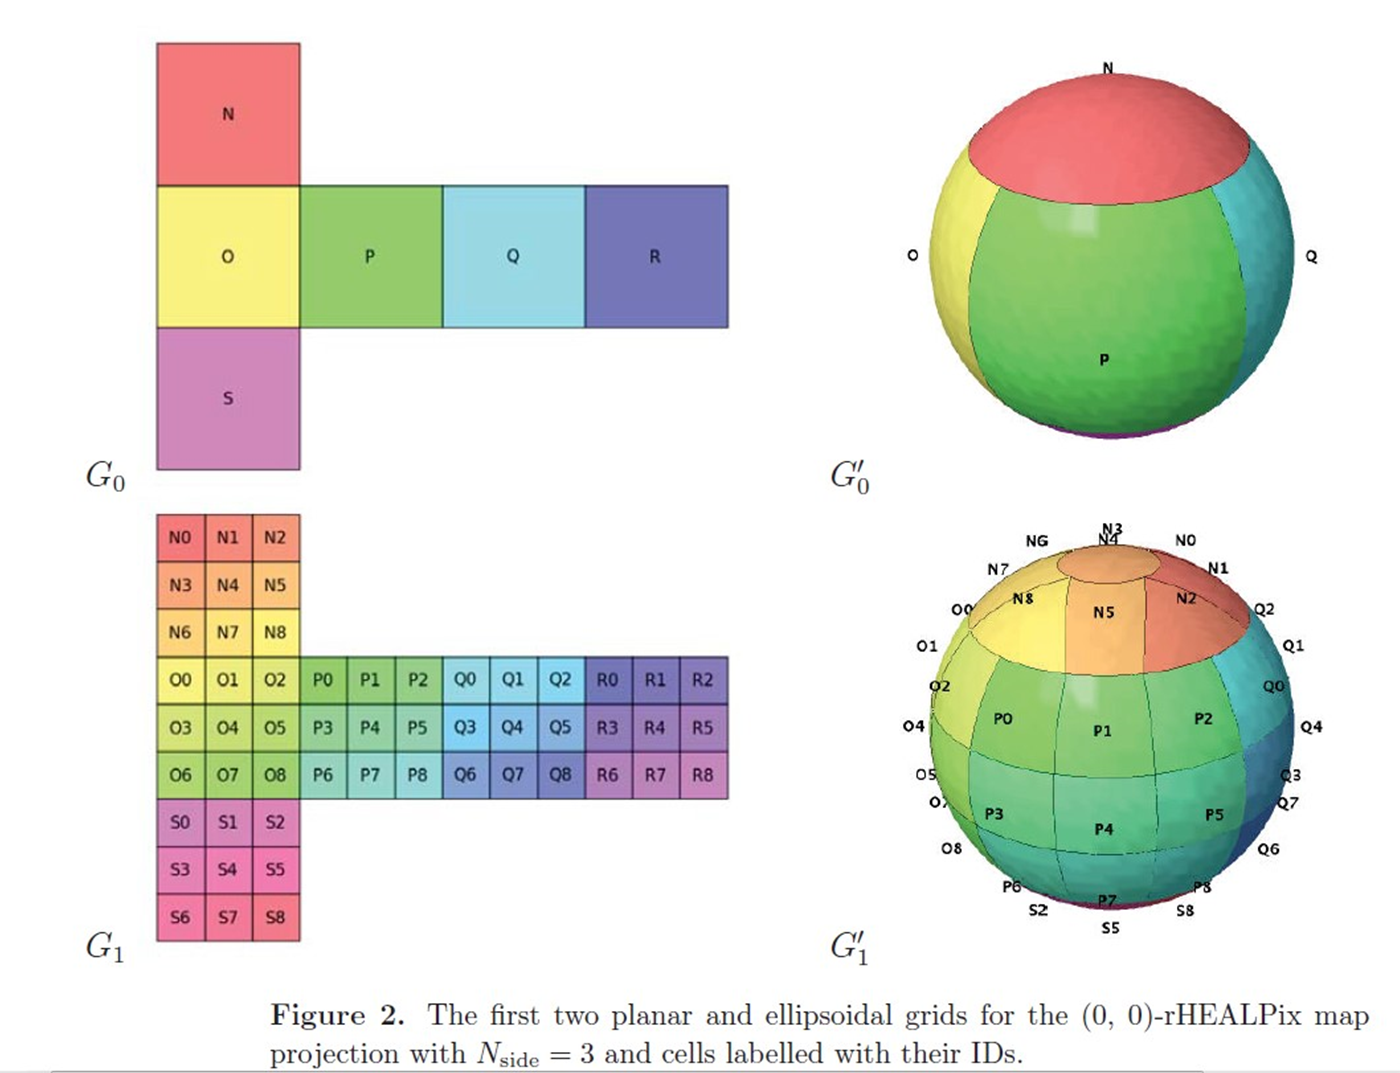 N
O P Q R
S
G₀
N
O Q
P
G′₀
N0 N1 N2
N3 N4 N5
N6 N7 N8
O0 O1 O2 P0 P1 P2 Q0 Q1 Q2 R0 R1 R2
O3 O4 O5 P3 P4 P5 Q3 Q4 Q5 R3 R4 R5
O6 O7 O8 P6 P7 P8 Q6 Q7 Q8 R6 R7 R8
S0 S1 S2
S3 S4 S5
S6 S7 S8
G₁
N3
NG N4 N0
N7 N1
N8 N5 N2
O0 Q2
O1 Q1
O2 Q0
P0 P1 P2
O4 Q4
O5 Q3
O7 Q7
P3 P4 P5
O8 Q6
P6 P7 P8
S2 S8
S5
G′₁
Figure 2. The first two planar and ellipsoidal grids for the (0, 0)-rHEALPix map
projection with Nside = 3 and cells labelled with their IDs.